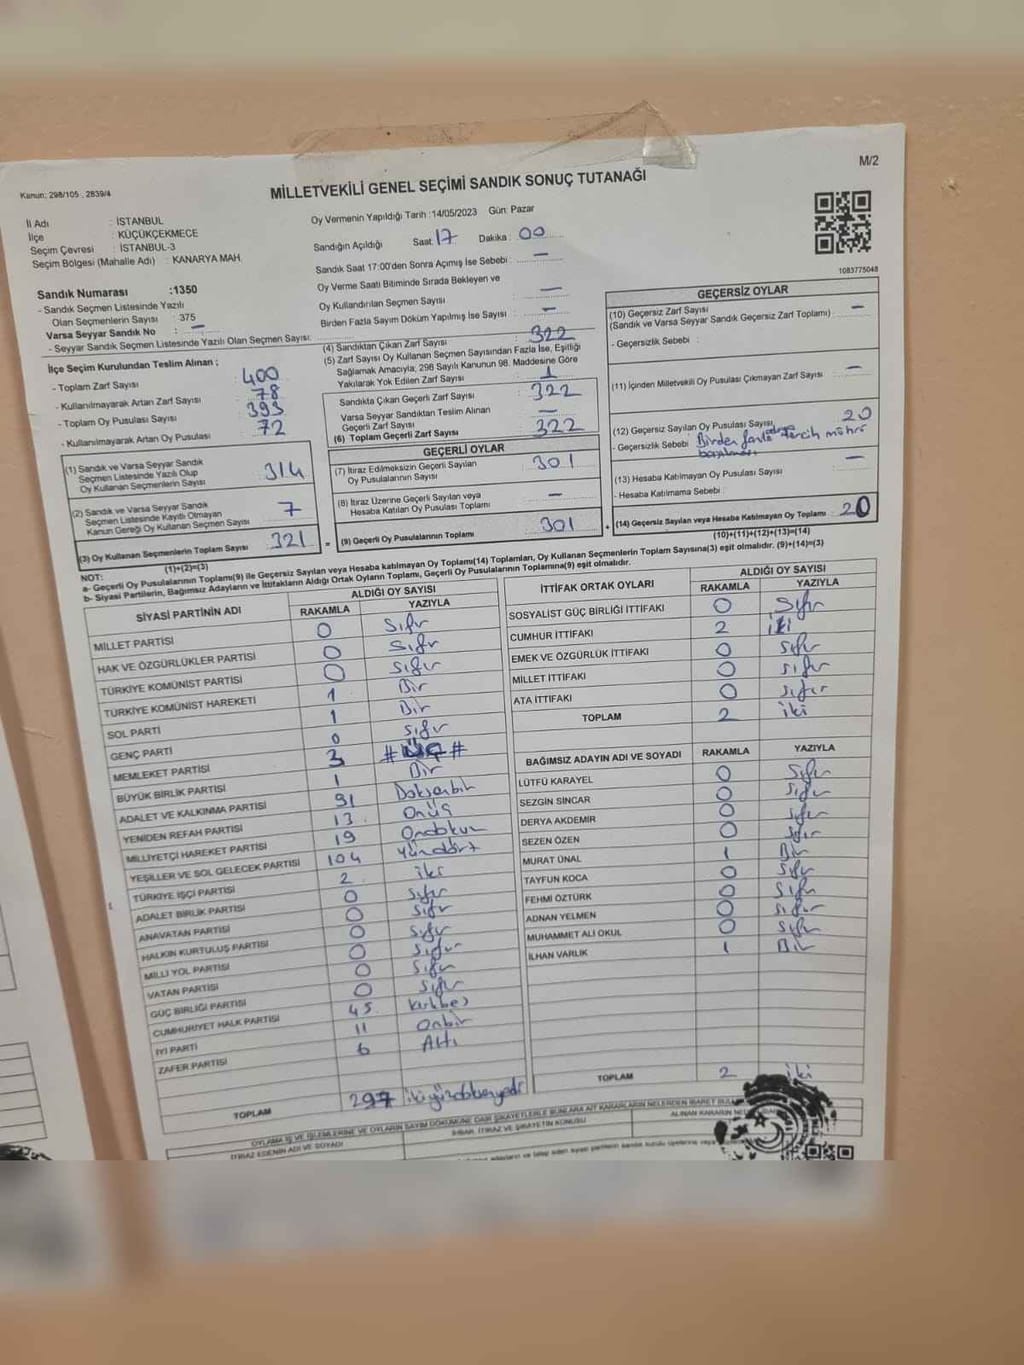 M/2
Kanun: 298/105 , 2839/4
MİLLETVEKİLİ GENEL SEÇİMİ SANDIK SONUÇ TUTANAĞI
İl Adı : İSTANBUL
İlçe : KÜÇÜKÇEKMECE
Seçim Çevresi : İSTANBUL-3
Seçim Bölgesi (Mahalle Adı) : KANARYA MAH.
Sandık Numarası :1350
- Sandık Seçmen Listesinde Yazılı
Olan Seçmenlerin Sayısı : 375
Varsa Seyyar Sandık No : —
- Seyyar Sandık Seçmen Listesinde Yazılı Olan Seçmen Sayısı:
Oy Vermenin Yapıldığı Tarih :14/05/2023 Gün: Pazar
Sandığın Açıldığı Saat: 17 Dakika : 00
Sandık Saat 17:00'den Sonra Açımış İse Sebebi : —
Oy Verme Saati Bitiminde Sırada Bekleyen ve
Oy Kullandırılan Seçmen Sayısı : —
Birden Fazla Sayım Döküm Yapılmış İse Sayısı : —
1083775048
İlçe Seçim Kurulundan Teslim Alınan ;
- Toplam Zarf Sayısı : 400
- Kullanılmayarak Artan Zarf Sayısı : 78
- Toplam Oy Pusulası Sayısı : 393
- Kullanılmayarak Artan Oy Pusulası : 72
(1) Sandık ve Varsa Seyyar Sandık
Seçmen Listesinde Yazılı Olup
Oy Kullanan Seçmenlerin Sayısı : 314
(2) Sandık ve Varsa Seyyar Sandık
Seçmen Listesinde Kayıtlı Olmayan
Kanun Gereği Oy Kullanan Seçmen Sayısı : 7
(3) Oy Kullanan Seçmenlerin Toplam Sayısı : 321
(1)+(2)=(3)
(4) Sandıktan Çıkan Zarf Sayısı : 322
(5) Zarf Sayısı Oy Kullanan Seçmen Sayısından Fazla İse, Eşitliği
Sağlamak Amacıyla; 298 Sayılı Kanunun 98. Maddesine Göre
Yakılarak Yok Edilen Zarf Sayısı : 1
Sandıkta Çıkan Geçerli Zarf Sayısı : 322
Varsa Seyyar Sandıktan Teslim Alınan
Geçerli Zarf Sayısı : —
(6) Toplam Geçerli Zarf Sayısı : 322
GEÇERLİ OYLAR
(7) İtiraz Edilmeksizin Geçerli Sayılan
Oy Pusulalarının Sayısı : 301
(8) İtiraz Üzerine Geçerli Sayılan veya
Hesaba Katılan Oy Pusulası Toplamı : —
= (9) Geçerli Oy Pusulalarının Toplamı : 301
GEÇERSİZ OYLAR
(10) Geçersiz Zarf Sayısı
(Sandık ve Varsa Seyyar Sandık Geçersiz Zarf Toplamı) : —
- Geçersizlik Sebebi :
(11) İçinden Milletvekili Oy Pusulası Çıkmayan Zarf Sayısı : —
(12) Geçersiz Sayılan Oy Pusulası Sayısı : 20
- Geçersizlik Sebebi : Birden fazla adaya tercih mührü
basılması
(13) Hesaba Katılmayan Oy Pusulası Sayısı : —
- Hesaba Katılmama Sebebi :
+ (14) Geçersiz Sayılan veya Hesaba Katılmayan Oy Toplamı : 20
(10)+(11)+(12)+(13)=(14)
NOT:
a- Geçerli Oy Pusulalarının Toplamı(9) ile Geçersiz Sayılan veya Hesaba katılmayan Oy Toplamı(14) Toplamları, Oy Kullanan Seçmenlerin Toplam Sayısına(3) eşit olmalıdır. (9)+(14)=(3)
b- Siyasi Partilerin, Bağımsız Adayların ve İttifakların Aldığı Ortak Oyların Toplamı, Geçerli Oy Pusulalarının Toplamına(9) eşit olmalıdır.
SİYASİ PARTİNİN ADI ALDIĞI OY SAYISI
RAKAMLA YAZIYLA
MİLLET PARTİSİ 0 Sıfır
HAK VE ÖZGÜRLÜKLER PARTİSİ 0 Sıfır
TÜRKİYE KOMÜNİST PARTİSİ 0 Sıfır
TÜRKİYE KOMÜNİST HAREKETİ 1 Bir
SOL PARTİ 1 Bir
GENÇ PARTİ 0 Sıfır
MEMLEKET PARTİSİ 3 # ÜÇ #
BÜYÜK BİRLİK PARTİSİ 1 Bir
ADALET VE KALKINMA PARTİSİ 91 Doksanbir
YENİDEN REFAH PARTİSİ 13 Onüç
MİLLİYETÇİ HAREKET PARTİSİ 19 Ondokuz
YEŞİLLER VE SOL GELECEK PARTİSİ 104 Yüzdört
TÜRKİYE İŞÇİ PARTİSİ 2 iki
ADALET BİRLİK PARTİSİ 0 Sıfır
ANAVATAN PARTİSİ 0 Sıfır
HALKIN KURTULUŞ PARTİSİ 0 Sıfır
MİLLİ YOL PARTİSİ 0 Sıfır
VATAN PARTİSİ 0 Sıfır
GÜÇ BİRLİĞİ PARTİSİ 0 Sıfır
CUMHURİYET HALK PARTİSİ 45 Kırkbeş
İYİ PARTİ 11 Onbir
ZAFER PARTİSİ 6 Altı
TOPLAM 297 ikiyüzdoksanyedi
İTTİFAK ORTAK OYLARI ALDIĞI OY SAYISI
RAKAMLA YAZIYLA
SOSYALİST GÜÇ BİRLİĞİ İTTİFAKI 0 Sıfır
CUMHUR İTTİFAKI 2 iki
EMEK VE ÖZGÜRLÜK İTTİFAKI 0 Sıfır
MİLLET İTTİFAKI 0 Sıfır
ATA İTTİFAKI 0 Sıfır
TOPLAM 2 iki
BAĞIMSIZ ADAYIN ADI VE SOYADI RAKAMLA YAZIYLA
LÜTFÜ KARAYEL 0 Sıfır
SEZGİN SİNCAR 0 Sıfır
DERYA AKDEMİR 0 Sıfır
SEZEN ÖZEN 0 Sıfır
MURAT ÜNAL 1 Bir
TAYFUN KOCA 0 Sıfır
FEHMİ ÖZTÜRK 0 Sıfır
ADNAN YELMEN 0 Sıfır
MUHAMMET ALİ OKUL 0 Sıfır
İLHAN VARLIK 1 Bir
TOPLAM 2 iki
OYLAMA İŞ VE İŞLEMLERİNE VE OYLARIN SAYIM DÖKÜMÜNE DAİR ŞİKAYETLERLE BUNLARA AİT KARARLARIN NELERDEN İBARET
İTİRAZ EDENİN ADI VE SOYADI İHBAR, İTİRAZ VE ŞİKAYETİN KONUSU ALINAN KARARIN